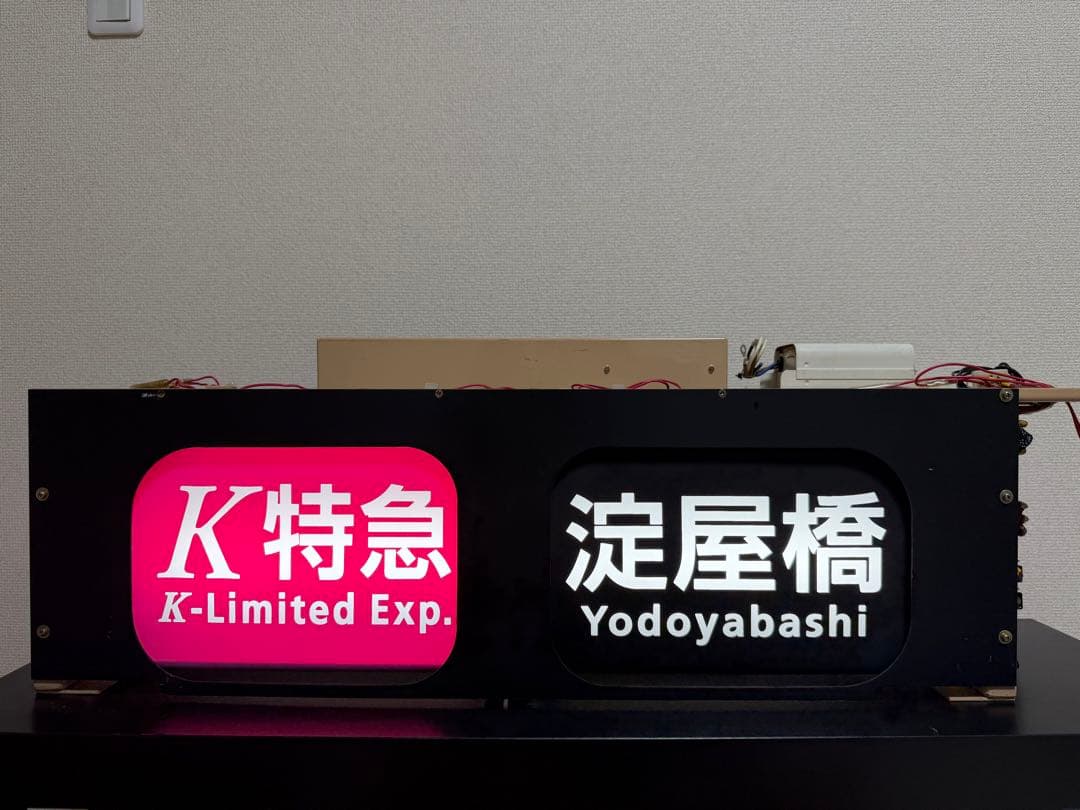 K特急
K-Limited Exp.
淀屋橋
Yodoyabashi